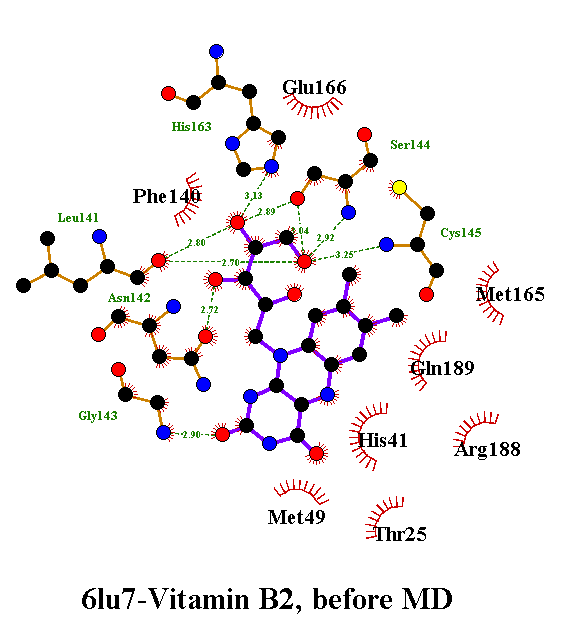 Glu166
His163
Ser144
3.13
2.89
Phe140
Leu141
2.80
3.04
2.92
Cys145
3.25
2.70
Met165
Asn142
2.72
Gln189
Gly143
2.90
His41
Arg188
Met49
Thr25
6lu7-Vitamin B2, before MD